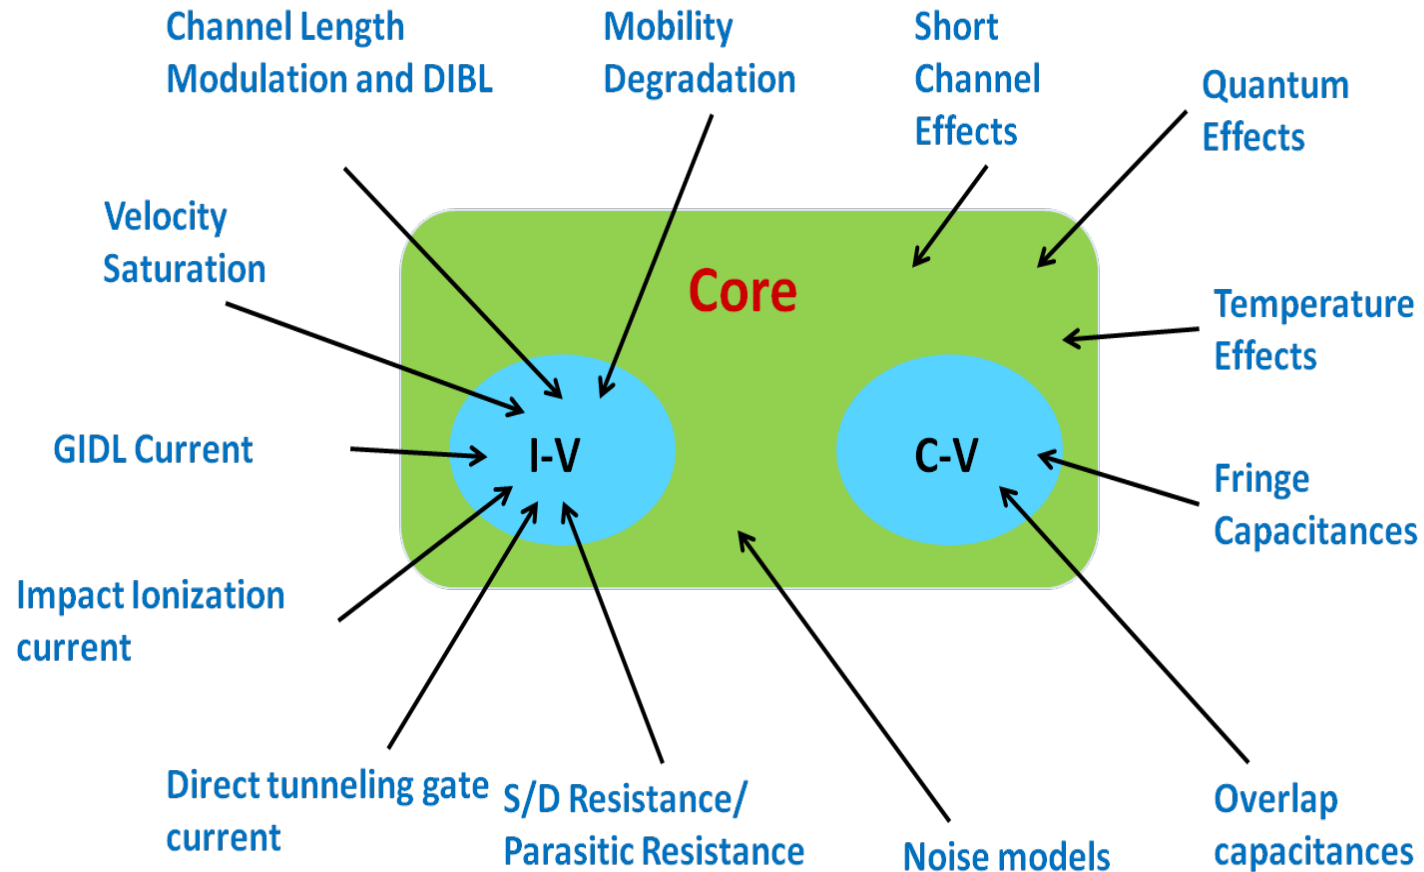 Channel Length
Modulation and DIBL
Mobility
Degradation
Short
Channel
Effects
Quantum
Effects
Velocity
Saturation
Core
Temperature
Effects
GIDL Current
I-V
C-V
Fringe
Capacitances
Impact Ionization
current
Direct tunneling gate
current
S/D Resistance/
Parasitic Resistance
Noise models
Overlap
capacitances